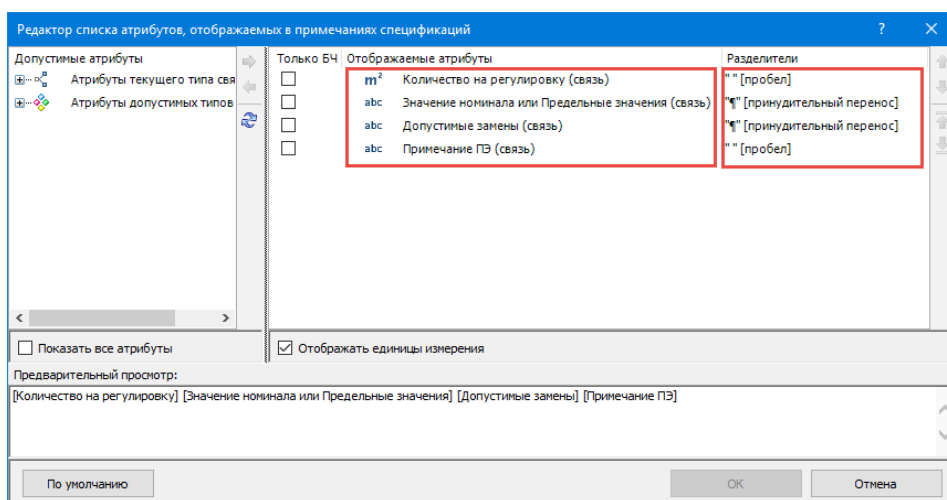 Редактор списка атрибутов, отображаемых в примечаниях спецификаций ? ×
Допустимые атрибуты
Атрибуты текущего типа свя
Атрибуты допустимых типов
Только БЧ Отображаемые атрибуты Разделители
m² Количество на регулировку (связь) " " [пробел]
abc Значение номинала или Предельные значения (связь) "¶" [принудительный перенос]
abc Допустимые замены (связь) "¶" [принудительный перенос]
abc Примечание ПЭ (связь) " " [пробел]
Показать все атрибуты
Отображать единицы измерения
Предварительный просмотр:
[Количество на регулировку] [Значение номинала или Предельные значения] [Допустимые замены] [Примечание ПЭ]
По умолчанию OK Отмена